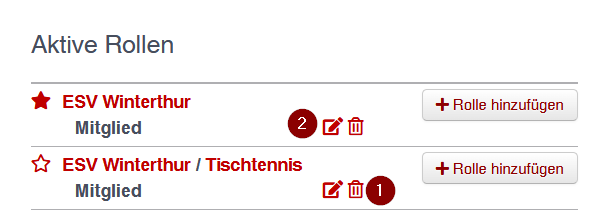 Aktive Rollen
ESV Winterthur
Rolle hinzufügen
Mitglied
2
ESV Winterthur / Tischtennis
Rolle hinzufügen
Mitglied
1